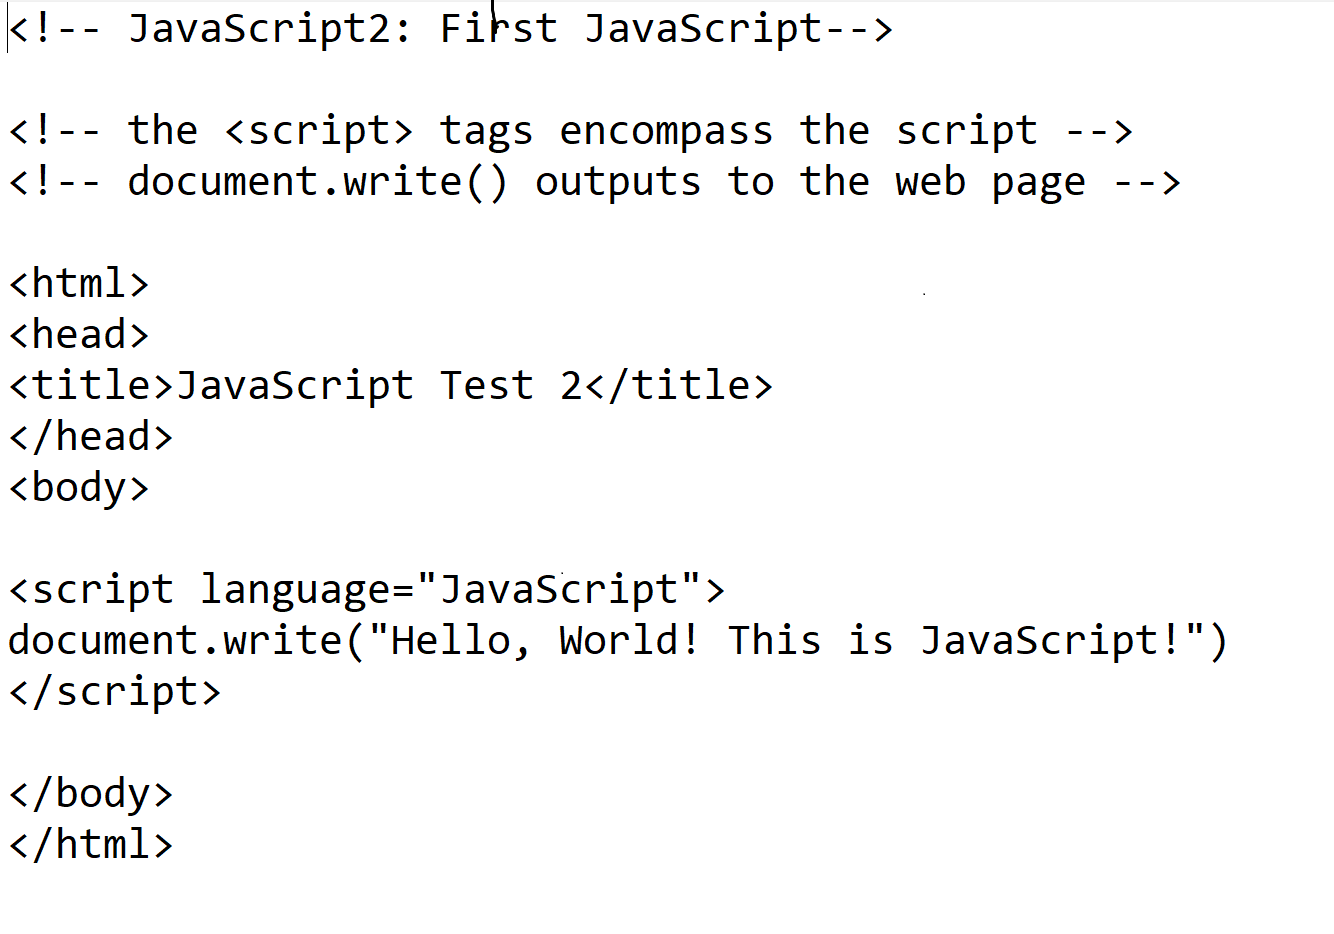 <!-- JavaScript2: First JavaScript-->
<!-- the <script> tags encompass the script -->
<!-- document.write() outputs to the web page -->
<html>
<head>
<title>JavaScript Test 2</title>
</head>
<body>
<script language="JavaScript">
document.write("Hello, World! This is JavaScript!")
</script>
</body>
</html>